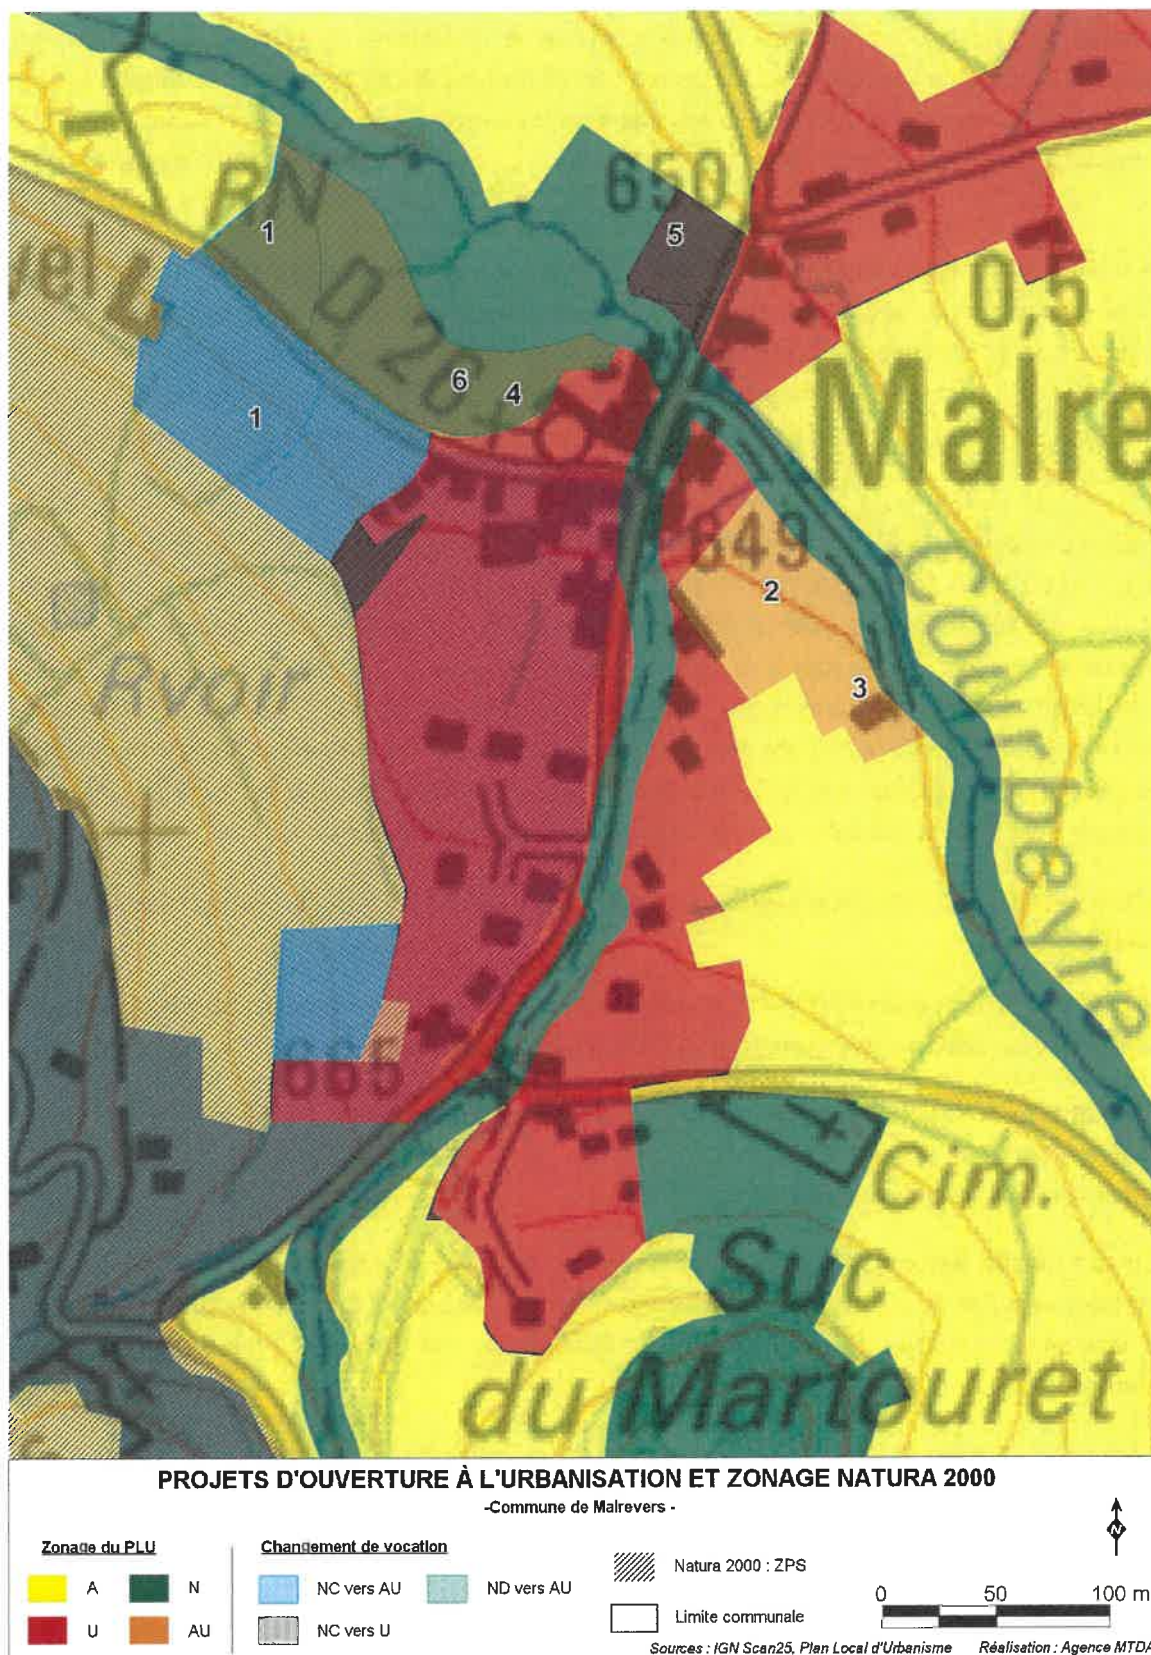 RN
650
5
1
yel
D 26
0,5
6
4
1
Malre
649
2
Rvoir
3
Courbeyre
665
Cim.
Suc
du Martouret
PROJETS D'OUVERTURE À L'URBANISATION ET ZONAGE NATURA 2000
-Commune de Malrevers -
N
Zonage du PLU
Changement de vocation
Natura 2000 : ZPS
A
N
NC vers AU
ND vers AU
0 50 100 m
U
AU
NC vers U
Limite communale
Sources : IGN Scan25, Plan Local d'Urbanisme Réalisation : Agence MTDA